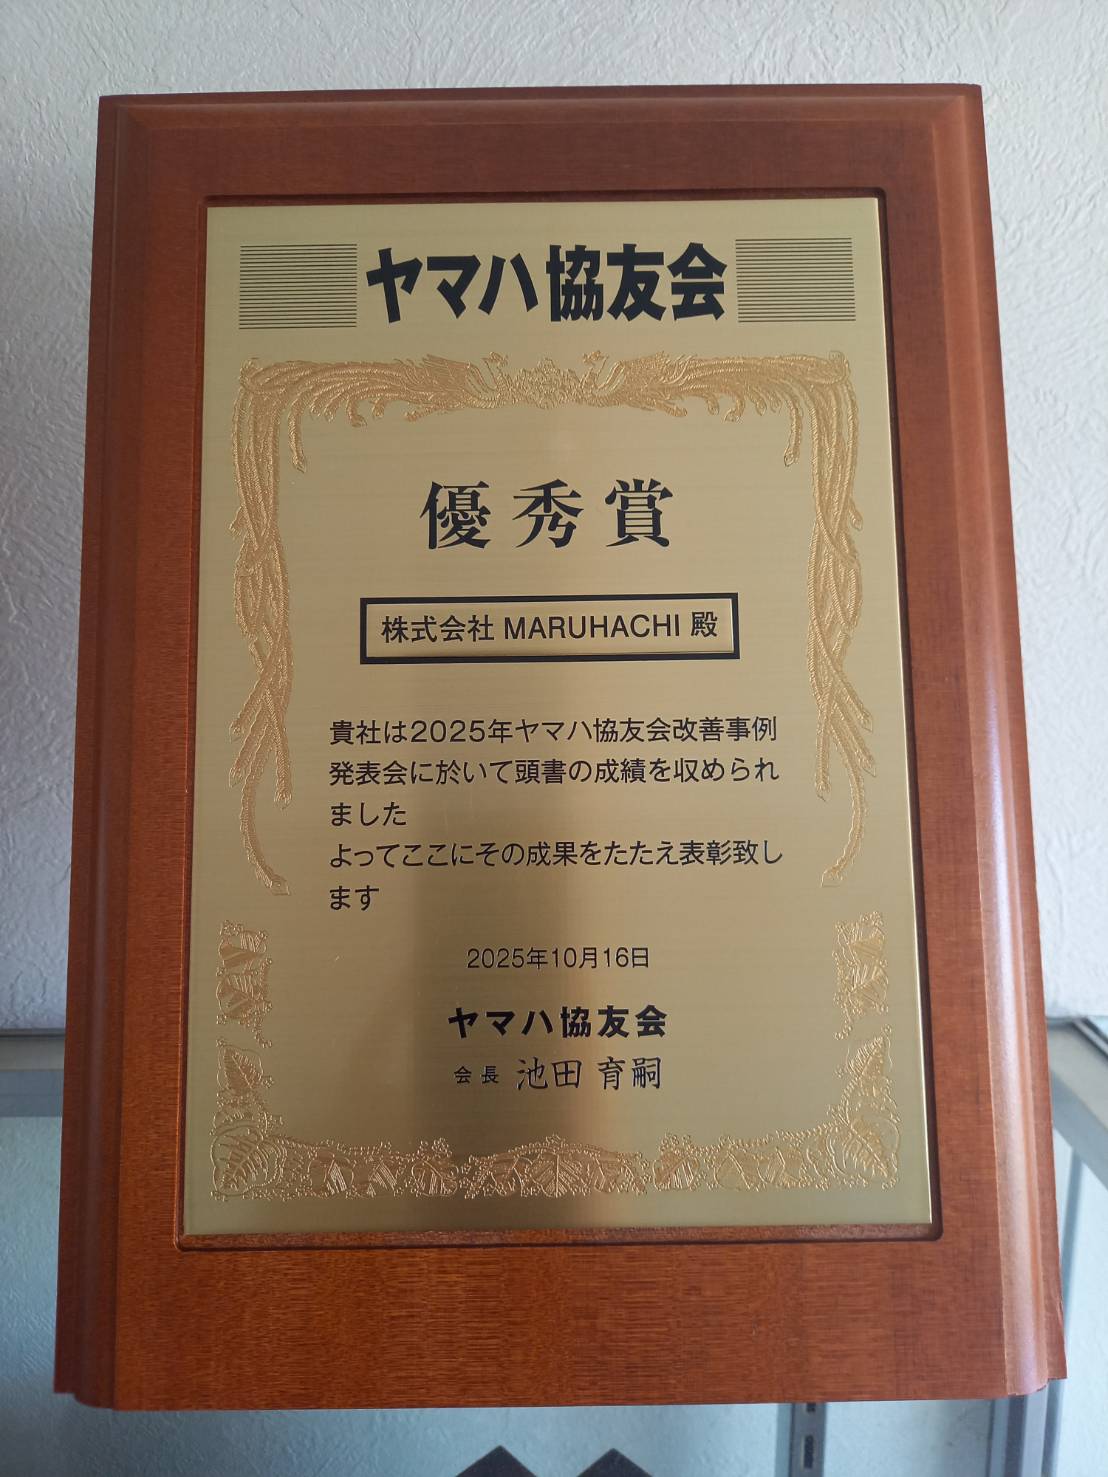 ヤマハ協友会
優秀賞
株式会社 MARUHACHI 殿
貴社は2025年ヤマハ協友会改善事例
発表会に於いて頭書の成績を収められ
ました
よってここにその成果をたたえ表彰致し
ます
2025年10月16日
ヤマハ協友会
会長 池田 育嗣